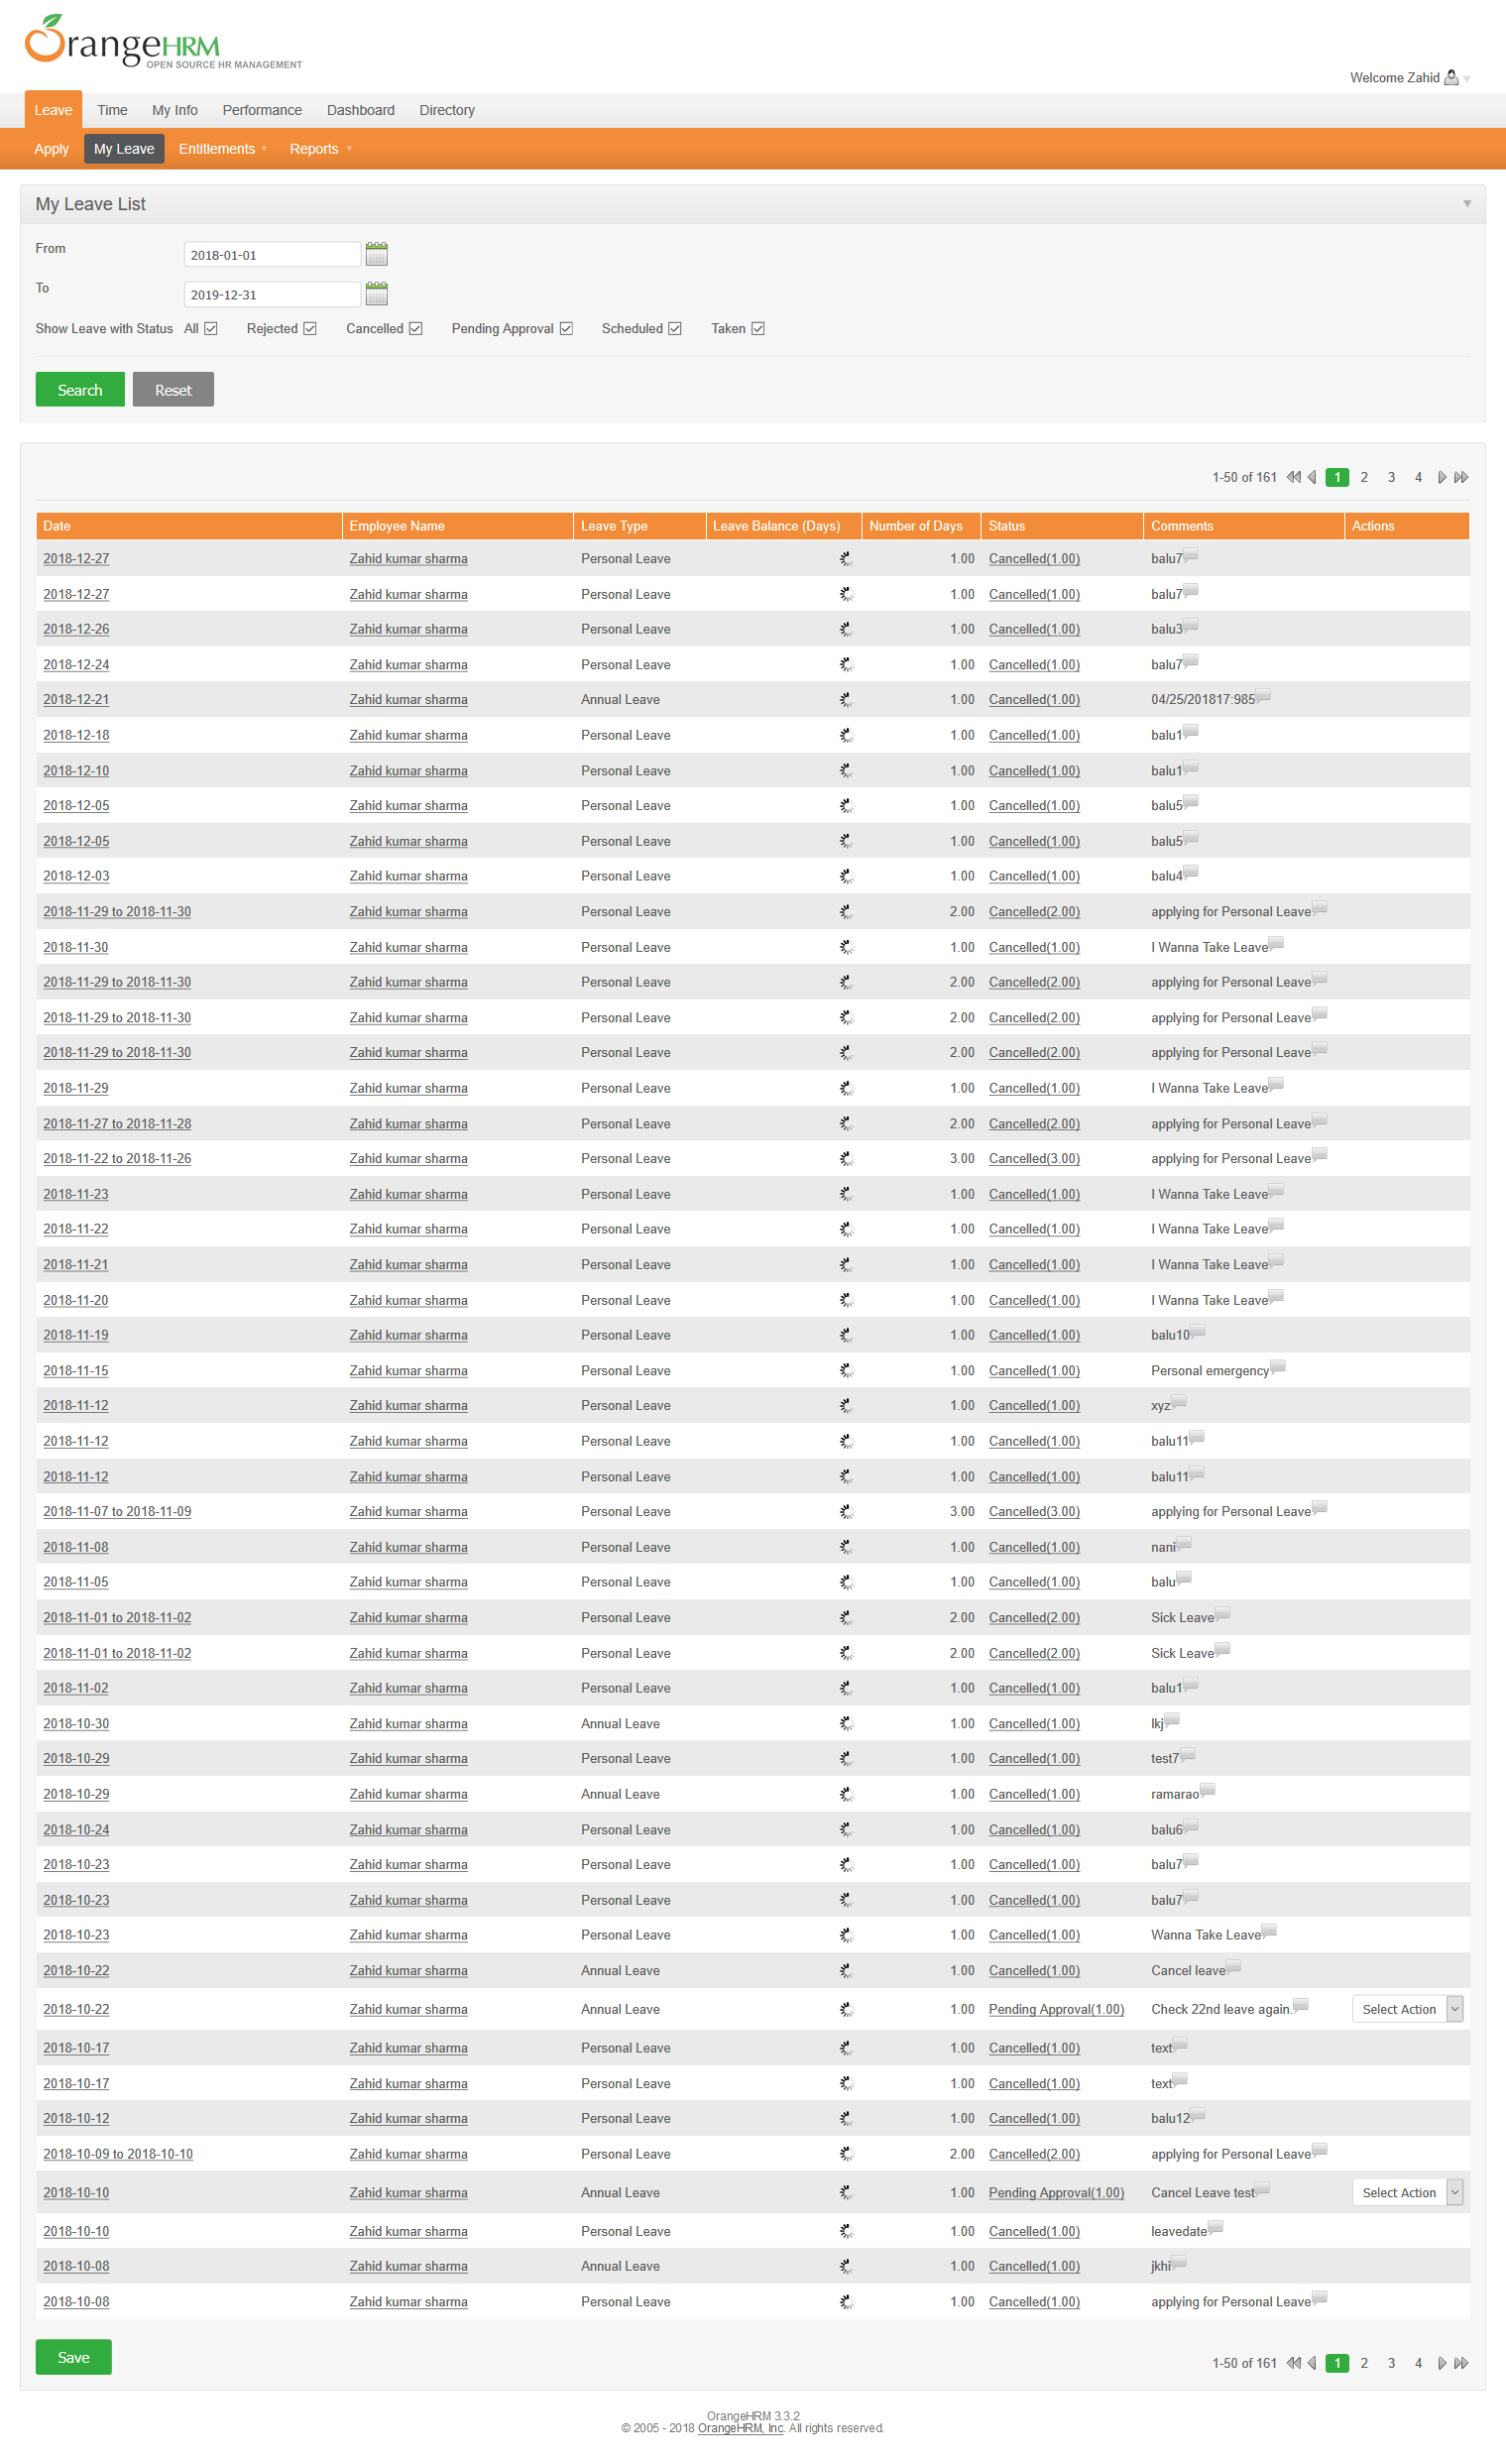 OrangeHRM
OPEN SOURCE HR MANAGEMENT
Welcome Zahid
Leave Time My Info Performance Dashboard Directory
Apply My Leave Entitlements Reports
My Leave List
From 2018-01-01
To 2019-12-31
Show Leave with Status All Rejected Cancelled Pending Approval Scheduled Taken
Search Reset
1-50 of 161 1 2 3 4
Date Employee Name Leave Type Leave Balance (Days) Number of Days Status Comments Actions
2018-12-27 Zahid kumar sharma Personal Leave 1.00 Cancelled(1.00) balu7
2018-12-27 Zahid kumar sharma Personal Leave 1.00 Cancelled(1.00) balu7
2018-12-26 Zahid kumar sharma Personal Leave 1.00 Cancelled(1.00) balu3
2018-12-24 Zahid kumar sharma Personal Leave 1.00 Cancelled(1.00) balu7
2018-12-21 Zahid kumar sharma Annual Leave 1.00 Cancelled(1.00) 04/25/201817:985
2018-12-18 Zahid kumar sharma Personal Leave 1.00 Cancelled(1.00) balu1
2018-12-10 Zahid kumar sharma Personal Leave 1.00 Cancelled(1.00) balu1
2018-12-05 Zahid kumar sharma Personal Leave 1.00 Cancelled(1.00) balu5
2018-12-05 Zahid kumar sharma Personal Leave 1.00 Cancelled(1.00) balu5
2018-12-03 Zahid kumar sharma Personal Leave 1.00 Cancelled(1.00) balu4
2018-11-29 to 2018-11-30 Zahid kumar sharma Personal Leave 2.00 Cancelled(2.00) applying for Personal Leave
2018-11-30 Zahid kumar sharma Personal Leave 1.00 Cancelled(1.00) I Wanna Take Leave
2018-11-29 to 2018-11-30 Zahid kumar sharma Personal Leave 2.00 Cancelled(2.00) applying for Personal Leave
2018-11-29 to 2018-11-30 Zahid kumar sharma Personal Leave 2.00 Cancelled(2.00) applying for Personal Leave
2018-11-29 to 2018-11-30 Zahid kumar sharma Personal Leave 2.00 Cancelled(2.00) applying for Personal Leave
2018-11-29 Zahid kumar sharma Personal Leave 1.00 Cancelled(1.00) I Wanna Take Leave
2018-11-27 to 2018-11-28 Zahid kumar sharma Personal Leave 2.00 Cancelled(2.00) applying for Personal Leave
2018-11-22 to 2018-11-26 Zahid kumar sharma Personal Leave 3.00 Cancelled(3.00) applying for Personal Leave
2018-11-23 Zahid kumar sharma Personal Leave 1.00 Cancelled(1.00) I Wanna Take Leave
2018-11-22 Zahid kumar sharma Personal Leave 1.00 Cancelled(1.00) I Wanna Take Leave
2018-11-21 Zahid kumar sharma Personal Leave 1.00 Cancelled(1.00) I Wanna Take Leave
2018-11-20 Zahid kumar sharma Personal Leave 1.00 Cancelled(1.00) I Wanna Take Leave
2018-11-19 Zahid kumar sharma Personal Leave 1.00 Cancelled(1.00) balu10
2018-11-15 Zahid kumar sharma Personal Leave 1.00 Cancelled(1.00) Personal emergency
2018-11-12 Zahid kumar sharma Personal Leave 1.00 Cancelled(1.00) xyz
2018-11-12 Zahid kumar sharma Personal Leave 1.00 Cancelled(1.00) balu11
2018-11-12 Zahid kumar sharma Personal Leave 1.00 Cancelled(1.00) balu11
2018-11-07 to 2018-11-09 Zahid kumar sharma Personal Leave 3.00 Cancelled(3.00) applying for Personal Leave
2018-11-08 Zahid kumar sharma Personal Leave 1.00 Cancelled(1.00) nani
2018-11-05 Zahid kumar sharma Personal Leave 1.00 Cancelled(1.00) balu
2018-11-01 to 2018-11-02 Zahid kumar sharma Personal Leave 2.00 Cancelled(2.00) Sick Leave
2018-11-01 to 2018-11-02 Zahid kumar sharma Personal Leave 2.00 Cancelled(2.00) Sick Leave
2018-11-02 Zahid kumar sharma Personal Leave 1.00 Cancelled(1.00) balu1
2018-10-30 Zahid kumar sharma Annual Leave 1.00 Cancelled(1.00) lkj
2018-10-29 Zahid kumar sharma Personal Leave 1.00 Cancelled(1.00) test7
2018-10-29 Zahid kumar sharma Annual Leave 1.00 Cancelled(1.00) ramarao
2018-10-24 Zahid kumar sharma Personal Leave 1.00 Cancelled(1.00) balu6
2018-10-23 Zahid kumar sharma Personal Leave 1.00 Cancelled(1.00) balu7
2018-10-23 Zahid kumar sharma Personal Leave 1.00 Cancelled(1.00) balu7
2018-10-23 Zahid kumar sharma Personal Leave 1.00 Cancelled(1.00) Wanna Take Leave
2018-10-22 Zahid kumar sharma Annual Leave 1.00 Cancelled(1.00) Cancel leave
2018-10-22 Zahid kumar sharma Annual Leave 1.00 Pending Approval(1.00) Check 22nd leave again. Select Action
2018-10-17 Zahid kumar sharma Personal Leave 1.00 Cancelled(1.00) text
2018-10-17 Zahid kumar sharma Personal Leave 1.00 Cancelled(1.00) text
2018-10-12 Zahid kumar sharma Personal Leave 1.00 Cancelled(1.00) balu12
2018-10-09 to 2018-10-10 Zahid kumar sharma Personal Leave 2.00 Cancelled(2.00) applying for Personal Leave
2018-10-10 Zahid kumar sharma Annual Leave 1.00 Pending Approval(1.00) Cancel Leave test Select Action
2018-10-10 Zahid kumar sharma Personal Leave 1.00 Cancelled(1.00) leavedate
2018-10-08 Zahid kumar sharma Annual Leave 1.00 Cancelled(1.00) jkhi
2018-10-08 Zahid kumar sharma Personal Leave 1.00 Cancelled(1.00) applying for Personal Leave
Save
1-50 of 161 1 2 3 4
OrangeHRM 3.3.2
© 2005 - 2018 OrangeHRM, Inc. All rights reserved.